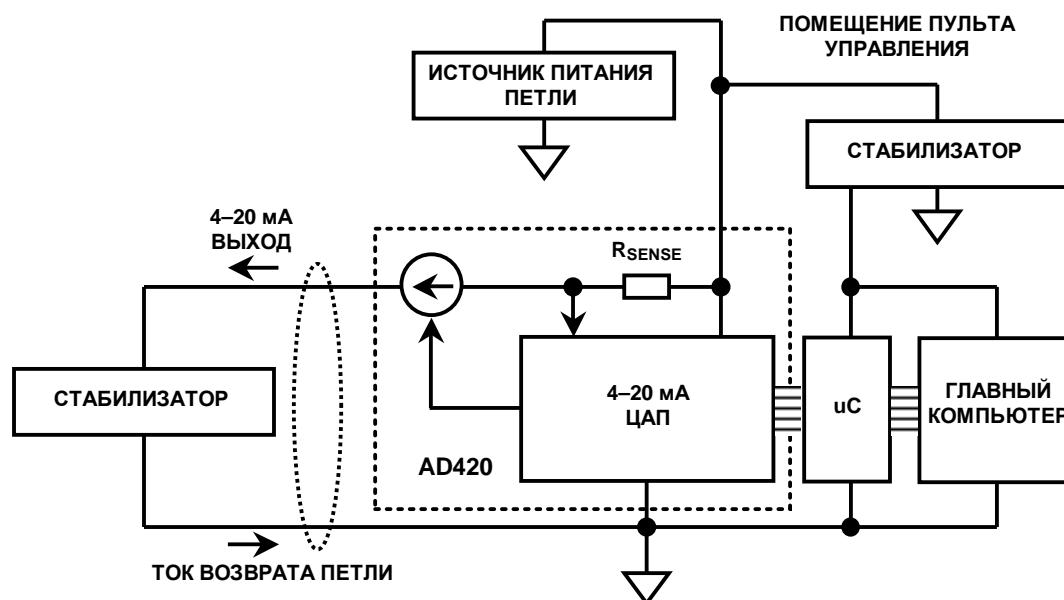 ПОМЕЩЕНИЕ ПУЛЬТА
УПРАВЛЕНИЯ
ИСТОЧНИК ПИТАНИЯ
ПЕТЛИ
СТАБИЛИЗАТОР
4–20 мА
ВЫХОД
RSENSE
СТАБИЛИЗАТОР
4–20 мА
ЦАП
uC
ГЛАВНЫЙ
КОМПЬЮТЕР
AD420
ТОК ВОЗВРАТА ПЕТЛИ